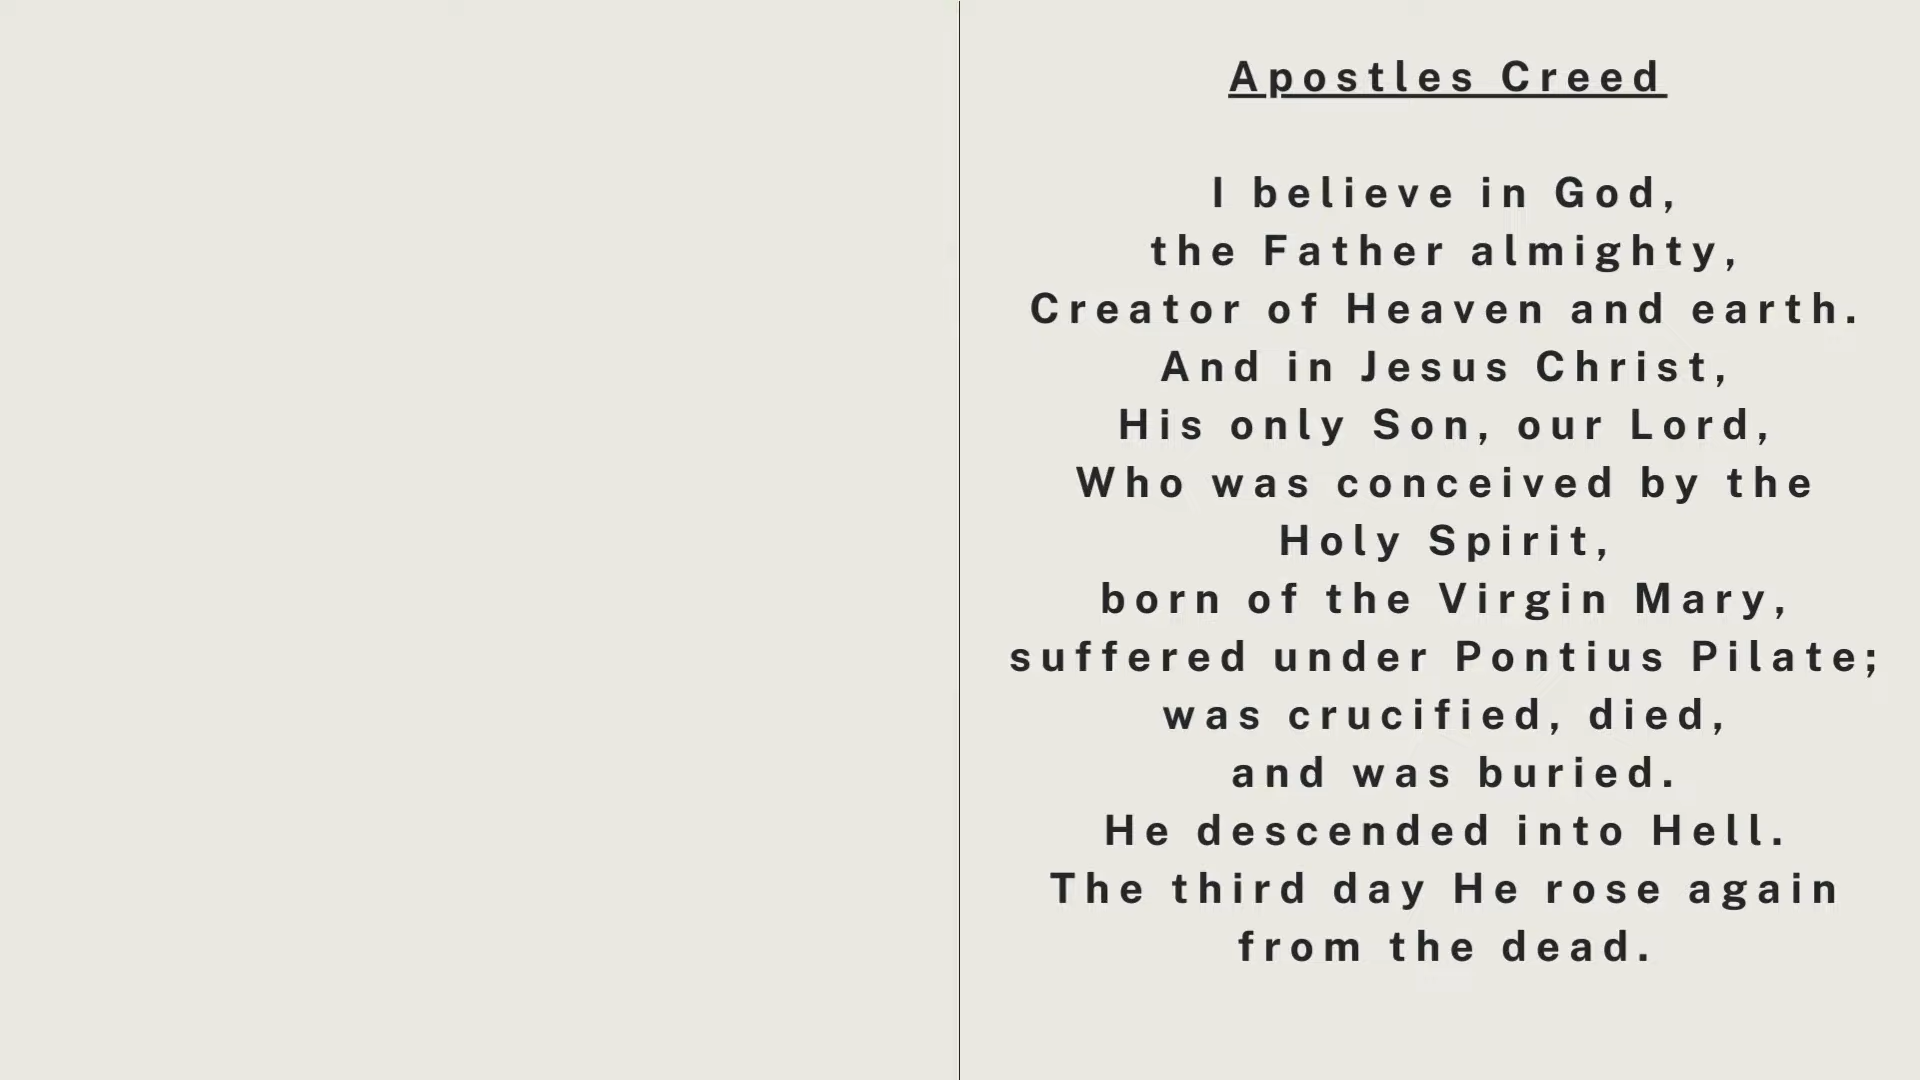 Apostles Creed
I believe in God,
the Father almighty,
Creator of Heaven and earth.
And in Jesus Christ,
His only Son, our Lord,
Who was conceived by the
Holy Spirit,
born of the Virgin Mary,
suffered under Pontius Pilate;
was crucified, died,
and was buried.
He descended into Hell.
The third day He rose again
from the dead.